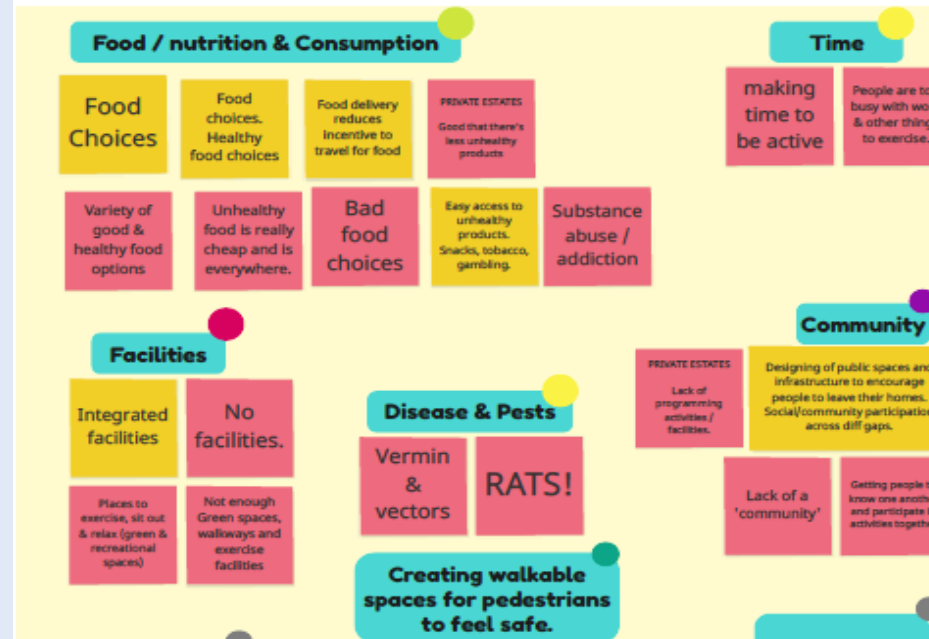 Food / nutrition & Consumption
Food
Choices
Food
choices.
Healthy
food choices
Food delivery
reduces
incentive to
travel for food
PRIVATE ESTATES
Good that there's
less unhealthy
products
Variety of
good &
healthy food
options
Unhealthy
food is really
cheap and is
everywhere.
Bad
food
choices
Easy access to
unhealthy
products.
Snacks, tobacco,
gambling.
Substance
abuse /
addiction
Time
making
time to
be active
People are
busy with
& other
to exercise.
Facilities
Integrated
facilities
No
facilities.
Places to
exercise, sit out
& relax (green &
recreational
spaces)
Not enough
Green spaces,
walkways and
exercise
facilities
Disease & Pests
Vermin
&
vectors
RATS!
Creating walkable
spaces for pedestrians
to feel safe.
Community
PRIVATE ESTATES
Lack of
programming
activities /
facilities.
Designing of public spaces and
infrastructure to encourage
people to leave their homes.
Social/community participation
across diff gaps.
Lack of a
'community'
Getting people
know one
and participate
activities